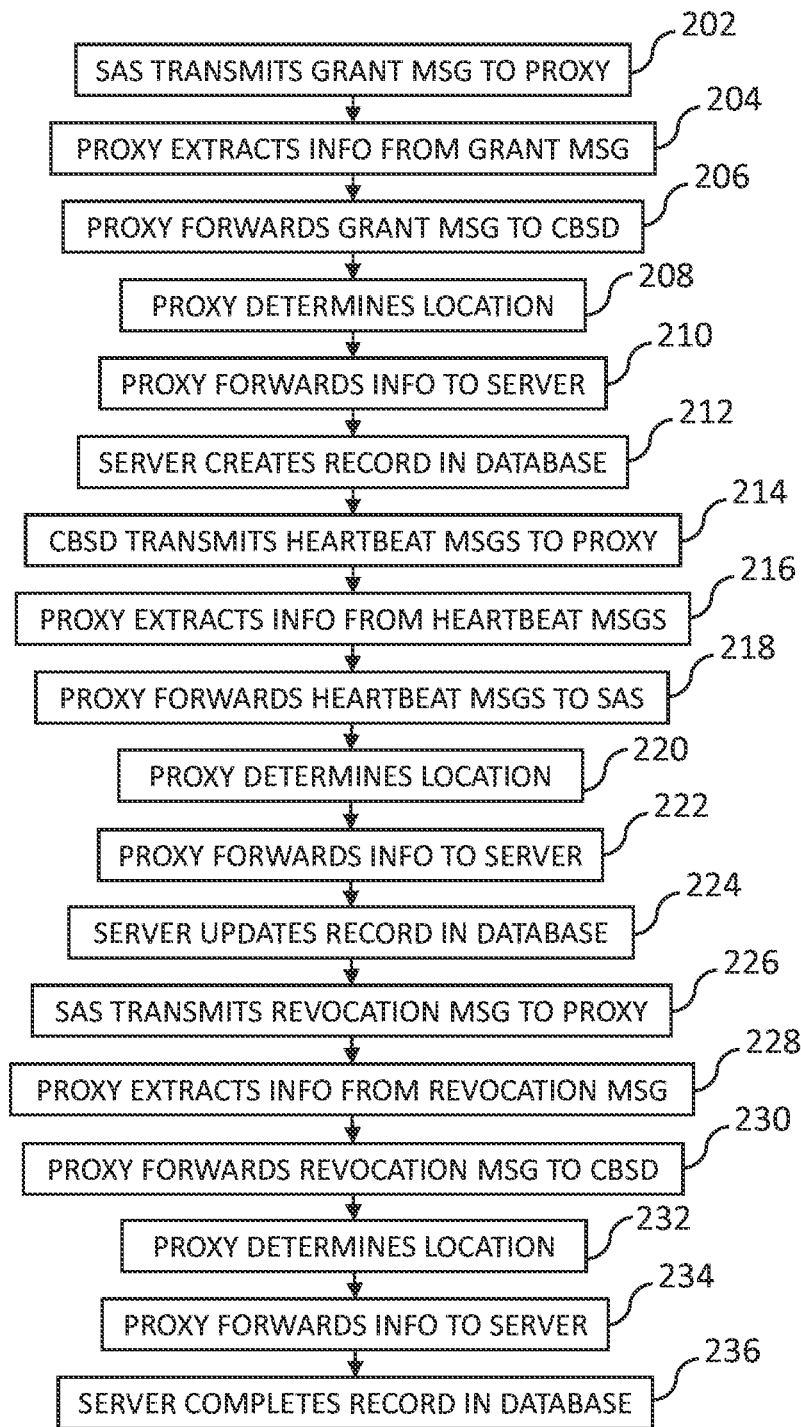 202
SAS TRANSMITS GRANT MSG TO PROXY
204
PROXY EXTRACTS INFO FROM GRANT MSG
206
PROXY FORWARDS GRANT MSG TO CBSD
208
PROXY DETERMINES LOCATION
210
PROXY FORWARDS INFO TO SERVER
212
SERVER CREATES RECORD IN DATABASE
214
CBSD TRANSMITS HEARTBEAT MSGS TO PROXY
216
PROXY EXTRACTS INFO FROM HEARTBEAT MSGS
218
PROXY FORWARDS HEARTBEAT MSGS TO SAS
220
PROXY DETERMINES LOCATION
222
PROXY FORWARDS INFO TO SERVER
224
SERVER UPDATES RECORD IN DATABASE
226
SAS TRANSMITS REVOCATION MSG TO PROXY
228
PROXY EXTRACTS INFO FROM REVOCATION MSG
230
PROXY FORWARDS REVOCATION MSG TO CBSD
232
PROXY DETERMINES LOCATION
234
PROXY FORWARDS INFO TO SERVER
236
SERVER COMPLETES RECORD IN DATABASE